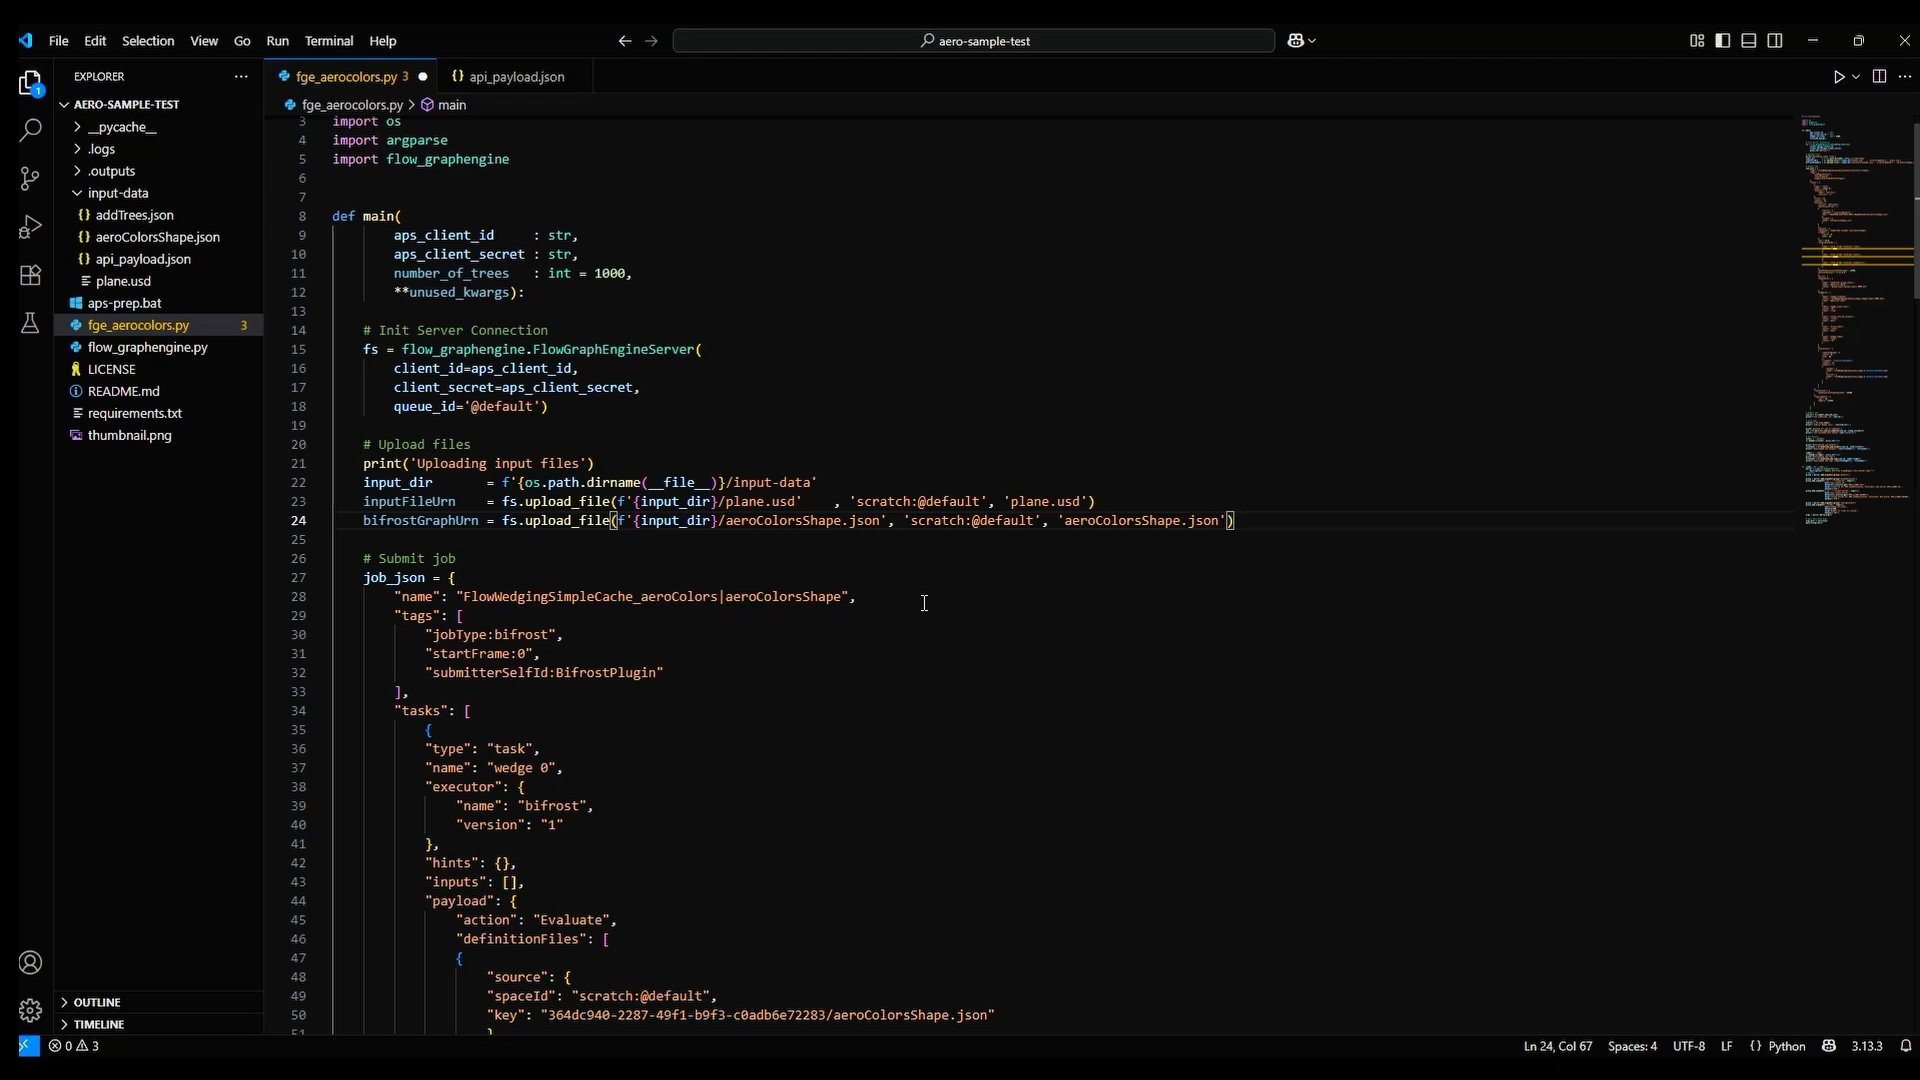 File Edit Selection View Go Run Terminal Help
aero-sample-test
EXPLORER
1
AERO-SAMPLE-TEST
__pycache__
.logs
.outputs
input-data
addTrees.json
aeroColorsShape.json
api_payload.json
plane.usd
aps-prep.bat
fge_aerocolors.py 3
flow_graphengine.py
LICENSE
README.md
requirements.txt
thumbnail.png
OUTLINE
TIMELINE
fge_aerocolors.py 3
api_payload.json
fge_aerocolors.py > main
3 import os
4 import argparse
5 import flow_graphengine
6
7
8 def main(
9 aps_client_id : str,
10 aps_client_secret : str,
11 number_of_trees : int = 1000,
12 **unused_kwargs):
13
14 # Init Server Connection
15 fs = flow_graphengine.FlowGraphEngineServer(
16 client_id=aps_client_id,
17 client_secret=aps_client_secret,
18 queue_id='@default')
19
20 # Upload files
21 print('Uploading input files')
22 input_dir = f'{os.path.dirname(__file__)}/input-data'
23 inputFileUrn = fs.upload_file(f'{input_dir}/plane.usd' , 'scratch:@default', 'plane.usd')
24 bifrostGraphUrn = fs.upload_file(f'{input_dir}/aeroColorsShape.json', 'scratch:@default', 'aeroColorsShape.json')
25
26 # Submit job
27 job_json = {
28 "name": "FlowWedgingSimpleCache_aeroColors|aeroColorsShape",
29 "tags": [
30 "jobType:bifrost",
31 "startFrame:0",
32 "submitterSelfId:BifrostPlugin"
33 ],
34 "tasks": [
35 {
36 "type": "task",
37 "name": "wedge 0",
38 "executor": {
39 "name": "bifrost",
40 "version": "1"
41 },
42 "hints": {},
43 "inputs": [],
44 "payload": {
45 "action": "Evaluate",
46 "definitionFiles": [
47 {
48 "source": {
49 "spaceId": "scratch:@default",
50 "key": "364dc940-2287-49f1-b9f3-c0adb6e72283/aeroColorsShape.json"
51 }
0 3
Ln 24, Col 67 Spaces: 4 UTF-8 LF {} Python 3.13.3